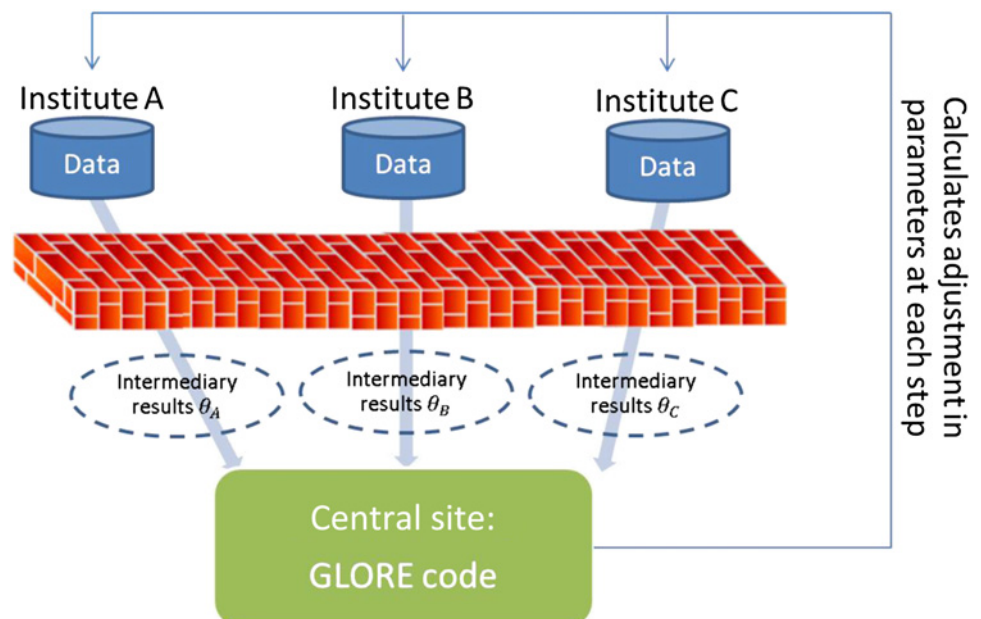 Institute A
Institute B
Institute C
Data
Data
Data
Intermediary
results θ_A
Intermediary
results θ_B
Intermediary
results θ_C
Central site:
GLORE code
Calculates adjustment in
parameters at each step